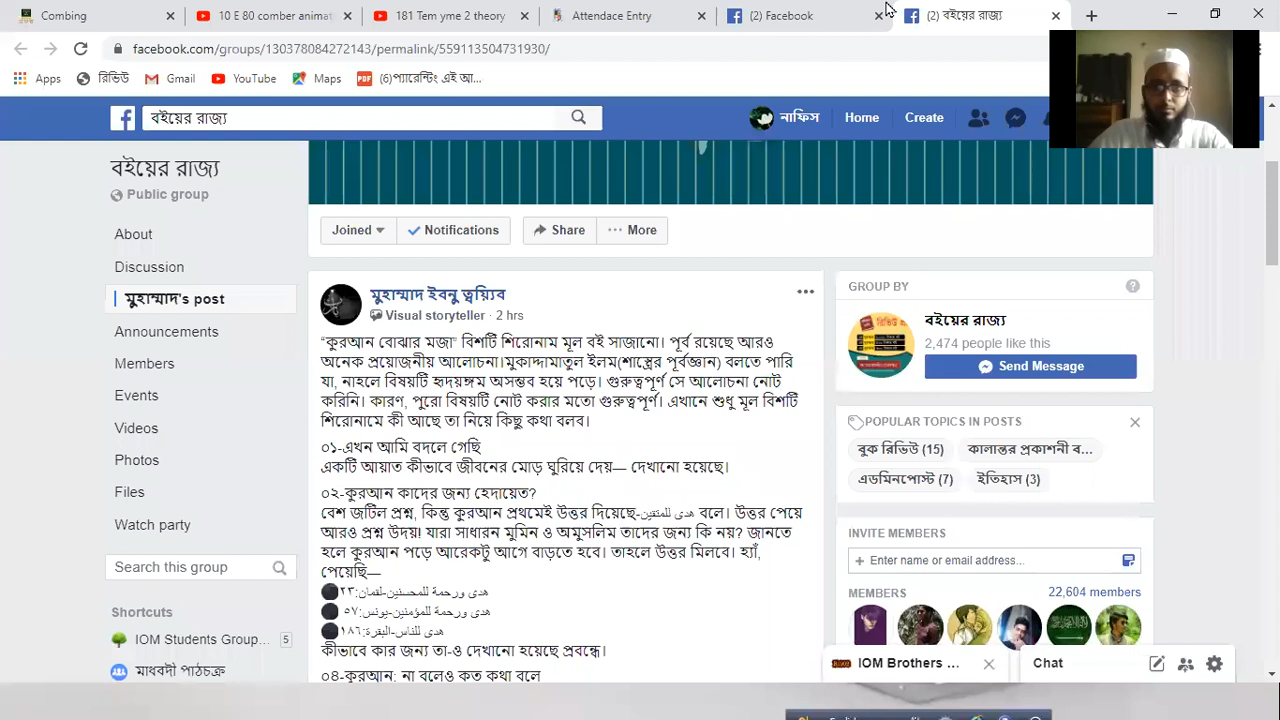 Combing
10 E 80 comber animat
181 Tem yme 2 theory
Attendace Entry
(2) Facebook
(2) বইয়ের রাজ্য
facebook.com/groups/130378084272143/permalink/559113504731930/
Apps
রিভিউ
Gmail
YouTube
Maps
(6)প্যারেন্টিং এই আ...
বইয়ের রাজ্য
নাফিস
Home
Create
বইয়ের রাজ্য
Public group
About
Discussion
মুহাম্মাদ's post
Announcements
Members
Events
Videos
Photos
Files
Watch party
Search this group
Shortcuts
IOM Students Group... 5
মাধবদী পাঠচক্র
Joined
Notifications
Share
More
মুহাম্মাদ ইবনু ত্বয়্যিব
Visual storyteller · 2 hrs
“কুরআন বোঝার মজা” বিশটি শিরোনাম মূল বই সাজানো। পূর্ব রয়েছে আরও
অনেক প্রয়োজনীয় আলোচনা।মুকাদ্দামাতুল ইলম(শাস্ত্রের পূর্বজ্ঞান) বলতে পারি
যা, নাহলে বিষয়টি হৃদয়ঙ্গম অসম্ভব হয়ে পড়ে। গুরুত্বপূর্ণ সে আলোচনা নোট
করিনি। কারণ, পুরো বিষয়টি নোট করার মতো গুরুত্বপূর্ণ। এখানে শুধু মূল বিশটি
শিরোনামে কী আছে তা নিয়ে কিছু কথা বলব।
০১-এখন আমি বদলে গেছি
একটি আয়াত কীভাবে জীবনের মোড় ঘুরিয়ে দেয়— দেখানো হয়েছে।
০২-কুরআন কাদের জন্য হেদায়েত?
বেশ জটিল প্রশ্ন, কিন্তু কুরআন প্রথমেই উত্তর দিয়েছে-هدى للمتقين বলে। উত্তর পেয়ে
আরও প্রশ্ন উদয়। যারা সাধারন মুমিন ও অমুসলিম তাদের জন্য কি নয়? জানতে
হলে কুরআন পড়ে আরেকটু আগে বাড়তে হবে। তাহলে উত্তর মিলবে। হ্যাঁ,
পেয়েছি—
هدى ورحمة للمحسنين-لقمان:٢٣
هدى ورحمة للمؤمنين-يونس:٥٧
هدى للناس-البقرة:١٨٦
কীভাবে কার জন্য তা-ও দেখানো হয়েছে প্রবন্ধে।
০৪-কুরআন: না বলেও কত কথা বলে
GROUP BY
বইয়ের রাজ্য
2,474 people like this
Send Message
POPULAR TOPICS IN POSTS
বুক রিভিউ (15)
কালান্তর প্রকাশনী ব...
এডমিনপোস্ট (7)
ইতিহাস (3)
INVITE MEMBERS
Enter name or email address...
MEMBERS
22,604 members
IOM Brothers ...
Chat